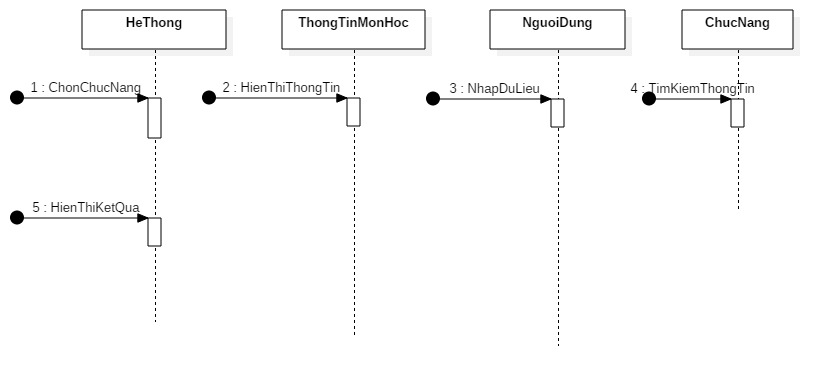 HeThong
ThongTinMonHoc
NguoiDung
ChucNang
1 : ChonChucNang
2 : HienThiThongTin
3 : NhapDuLieu
4 : TimKiemThongTin
5 : HienThiKetQua